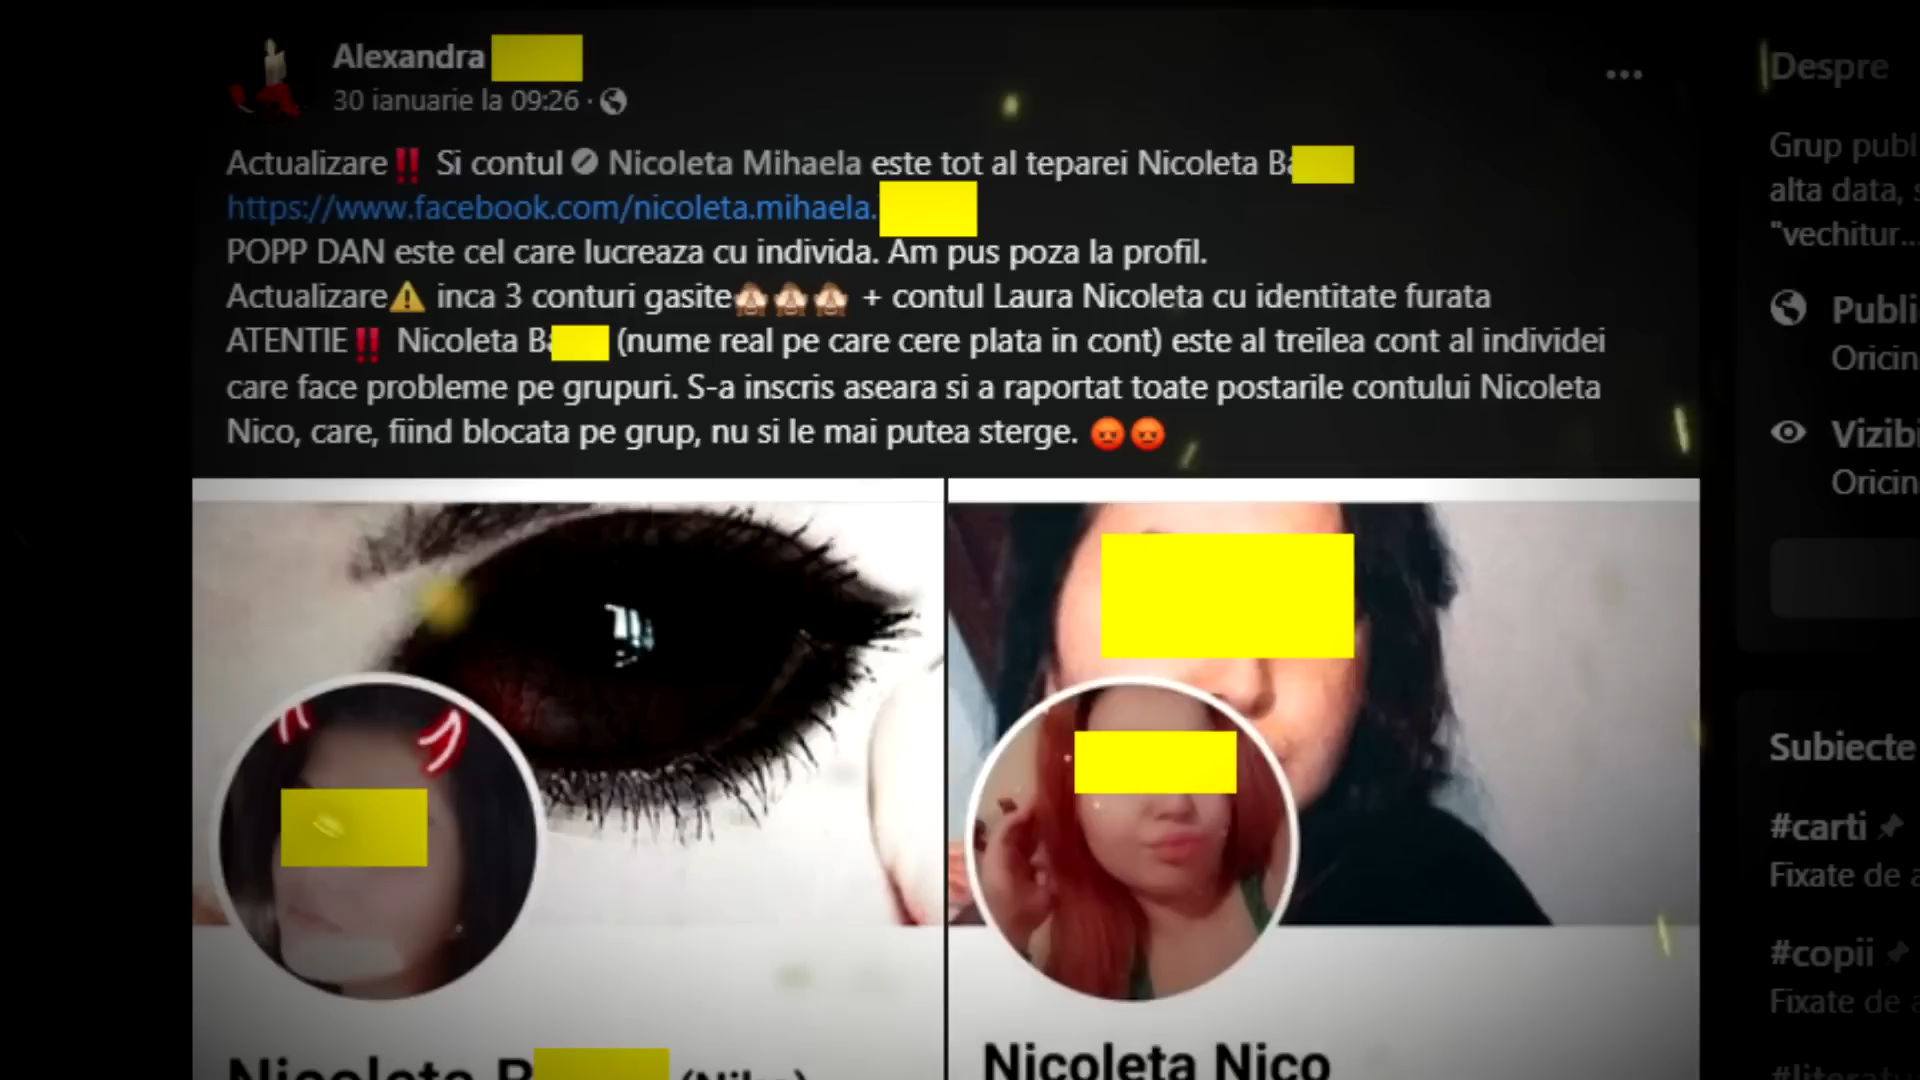 Alexandra
30 ianuarie la 09:26 ·
Actualizare‼ Si contul Nicoleta Mihaela este tot al teparei Nicoleta Ba
https://www.facebook.com/nicoleta.mihaela.
POPP DAN este cel care lucreaza cu individa. Am pus poza la profil.
Actualizare⚠ inca 3 conturi gasite🙈🙈🙈 + contul Laura Nicoleta cu identitate furata
ATENTIE‼ Nicoleta Ba (nume real pe care cere plata in cont) este al treilea cont al individei
care face probleme pe grupuri. S-a inscris aseara si a raportat toate postarile contului Nicoleta
Nico, care, fiind blocata pe grup, nu si le mai putea sterge. 😡😡
Nicoleta B
Nicoleta Nico
Despre
Grup publ
alta data, s
"vechitur...
Publi
Oricin
Vizibi
Oricin
Subiecte
#carti
Fixate de a
#copii
Fixate de a